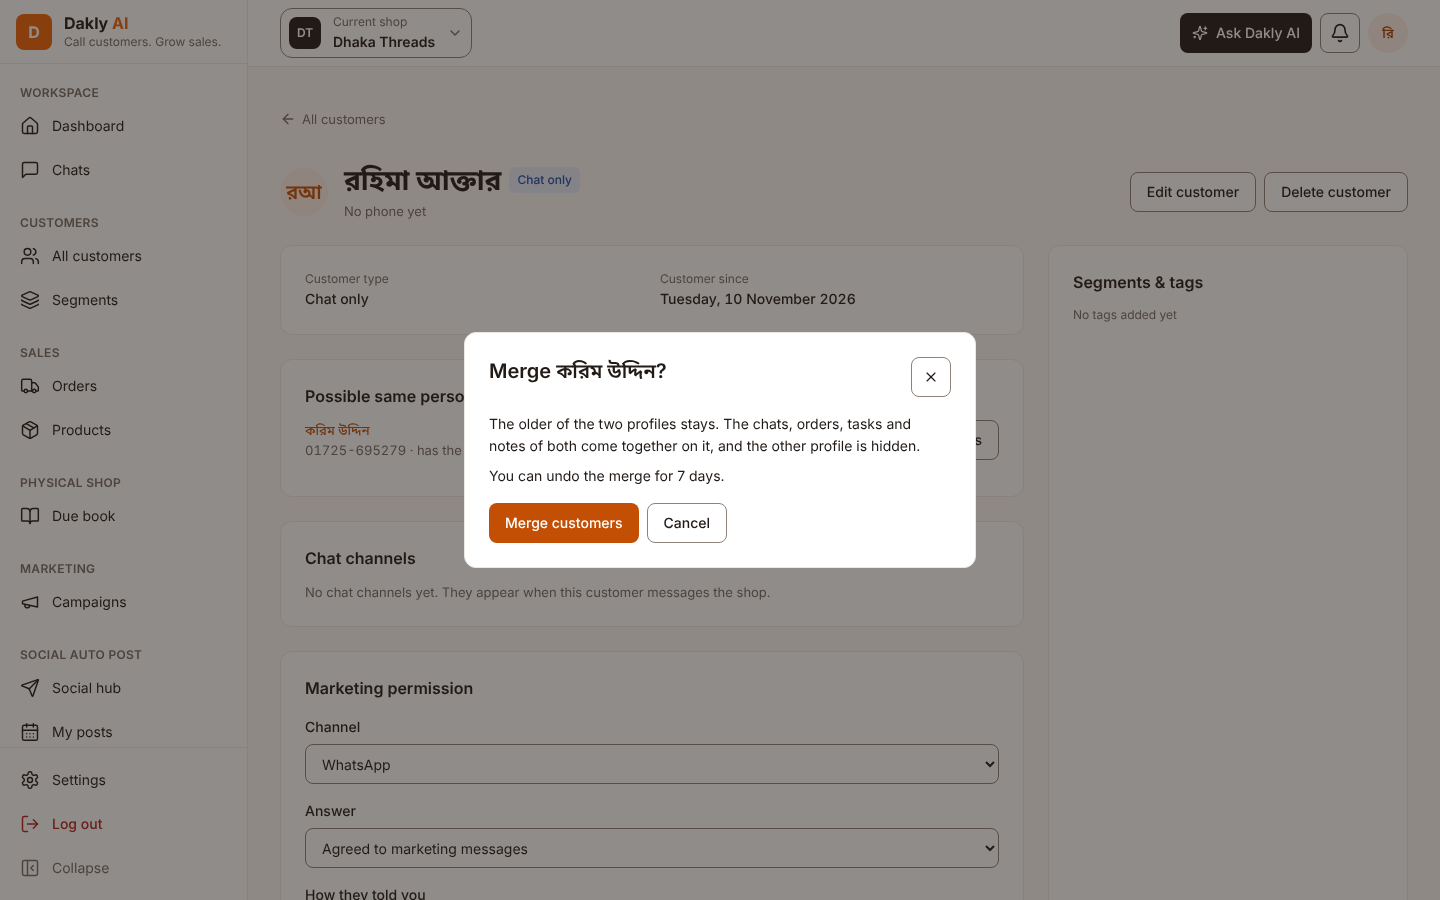 D
Dakly AI
Call customers. Grow sales.
DT
Current shop
Dhaka Threads
Ask Dakly AI
রি
WORKSPACE
Dashboard
Chats
CUSTOMERS
All customers
Segments
SALES
Orders
Products
PHYSICAL SHOP
Due book
MARKETING
Campaigns
SOCIAL AUTO POST
Social hub
My posts
Settings
Log out
Collapse
All customers
রআ
রহিমা আক্তার
Chat only
No phone yet
Edit customer
Delete customer
Customer type
Chat only
Customer since
Tuesday, 10 November 2026
Segments & tags
No tags added yet
Possible same perso
করিম উদ্দিন
01725-695279 · has the
s
Merge করিম উদ্দিন?
The older of the two profiles stays. The chats, orders, tasks and
notes of both come together on it, and the other profile is hidden.
You can undo the merge for 7 days.
Merge customers
Cancel
Chat channels
No chat channels yet. They appear when this customer messages the shop.
Marketing permission
Channel
WhatsApp
Answer
Agreed to marketing messages
How they told you